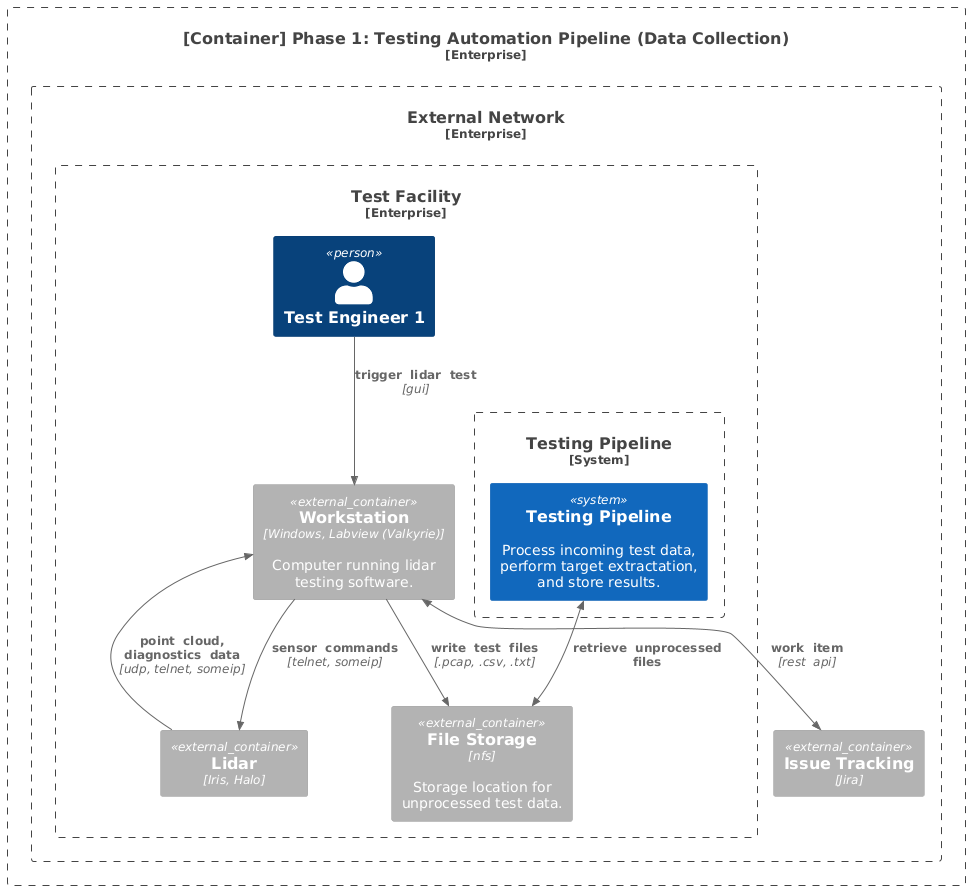 [Container] Phase 1: Testing Automation Pipeline (Data Collection)
[Enterprise]
External Network
[Enterprise]
Test Facility
[Enterprise]
«person»
Test Engineer 1
trigger lidar test
[gui]
Testing Pipeline
[System]
«external_container»
Workstation
[Windows, Labview (Valkyrie)]
Computer running lidar
testing software.
«system»
Testing Pipeline
Process incoming test data,
perform target extractation,
and store results.
point cloud,
diagnostics data
[udp, telnet, someip]
sensor commands
[telnet, someip]
write test files
[.pcap, .csv, .txt]
retrieve unprocessed
files
work item
[rest api]
«external_container»
Lidar
[Iris, Halo]
«external_container»
File Storage
[nfs]
Storage location for
unprocessed test data.
«external_container»
Issue Tracking
[Jira]